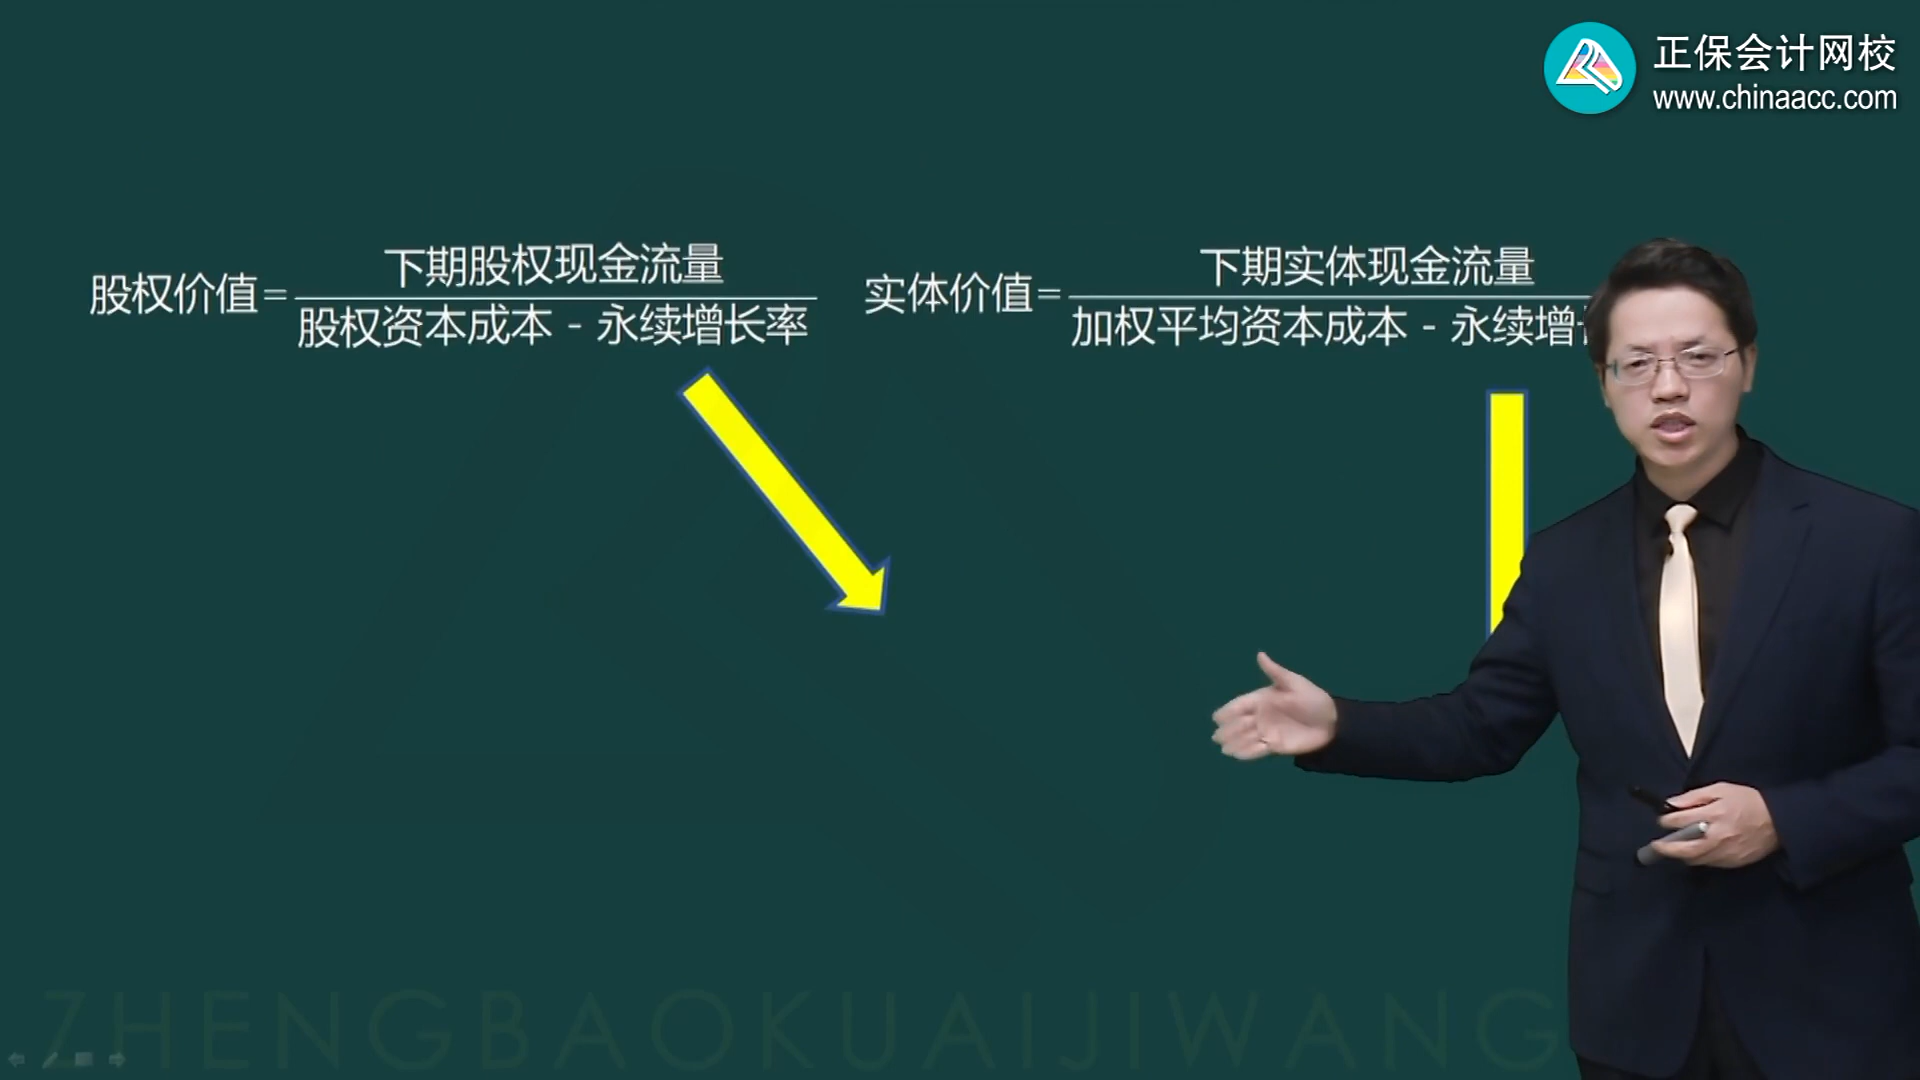 正保会计网校
www.chinaacc.com
股权价值=下期股权现金流量
股权资本成本 - 永续增长率
实体价值=下期实体现金流量
加权平均资本成本 - 永续增
ZHENGBAOKUAIJIWANG